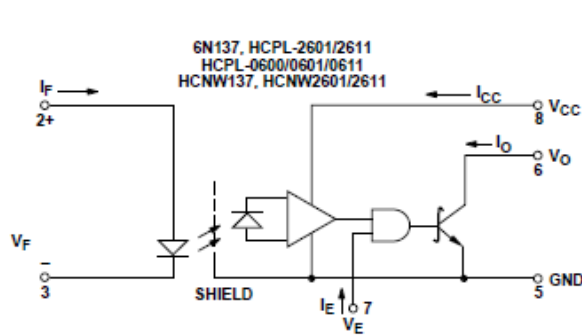 6N137, HCPL-2601/2611
HCPL-0600/0601/0611
HCNW137, HCNW2601/2611
IF
ICC
2+
8
VCC
IO
6
VO
VF
–
3
SHIELD
IE
7
VE
5
GND